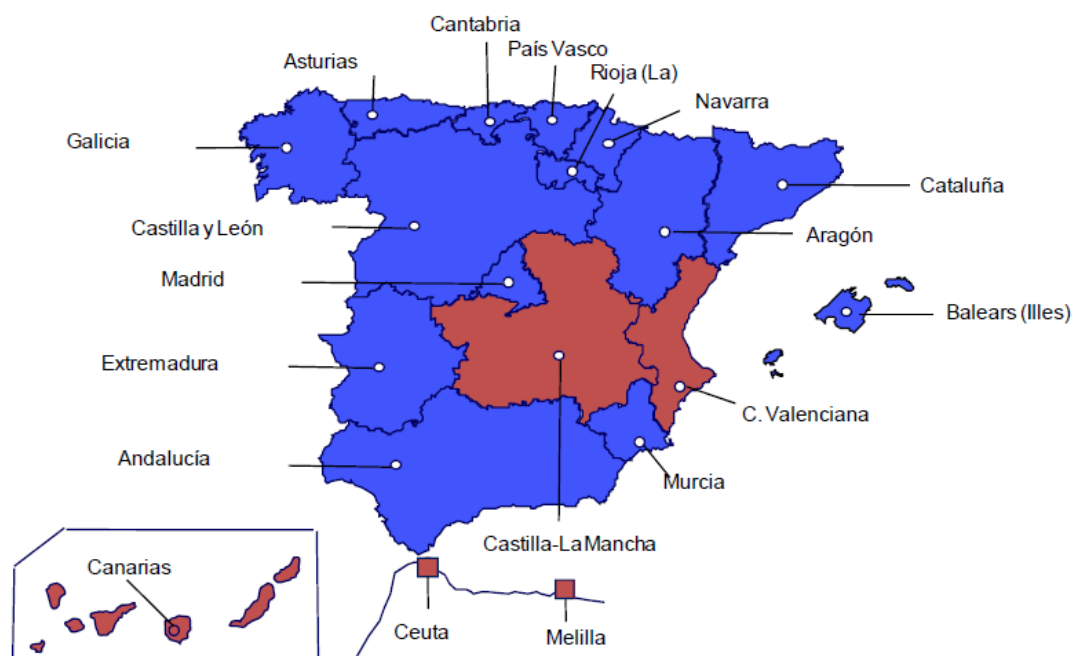 Cantabria
País Vasco
Asturias
Rioja (La)
Navarra
Galicia
Cataluña
Castilla y León
Aragón
Madrid
Balears (Illes)
Extremadura
C. Valenciana
Andalucía
Murcia
Castilla-La Mancha
Canarias
Ceuta
Melilla